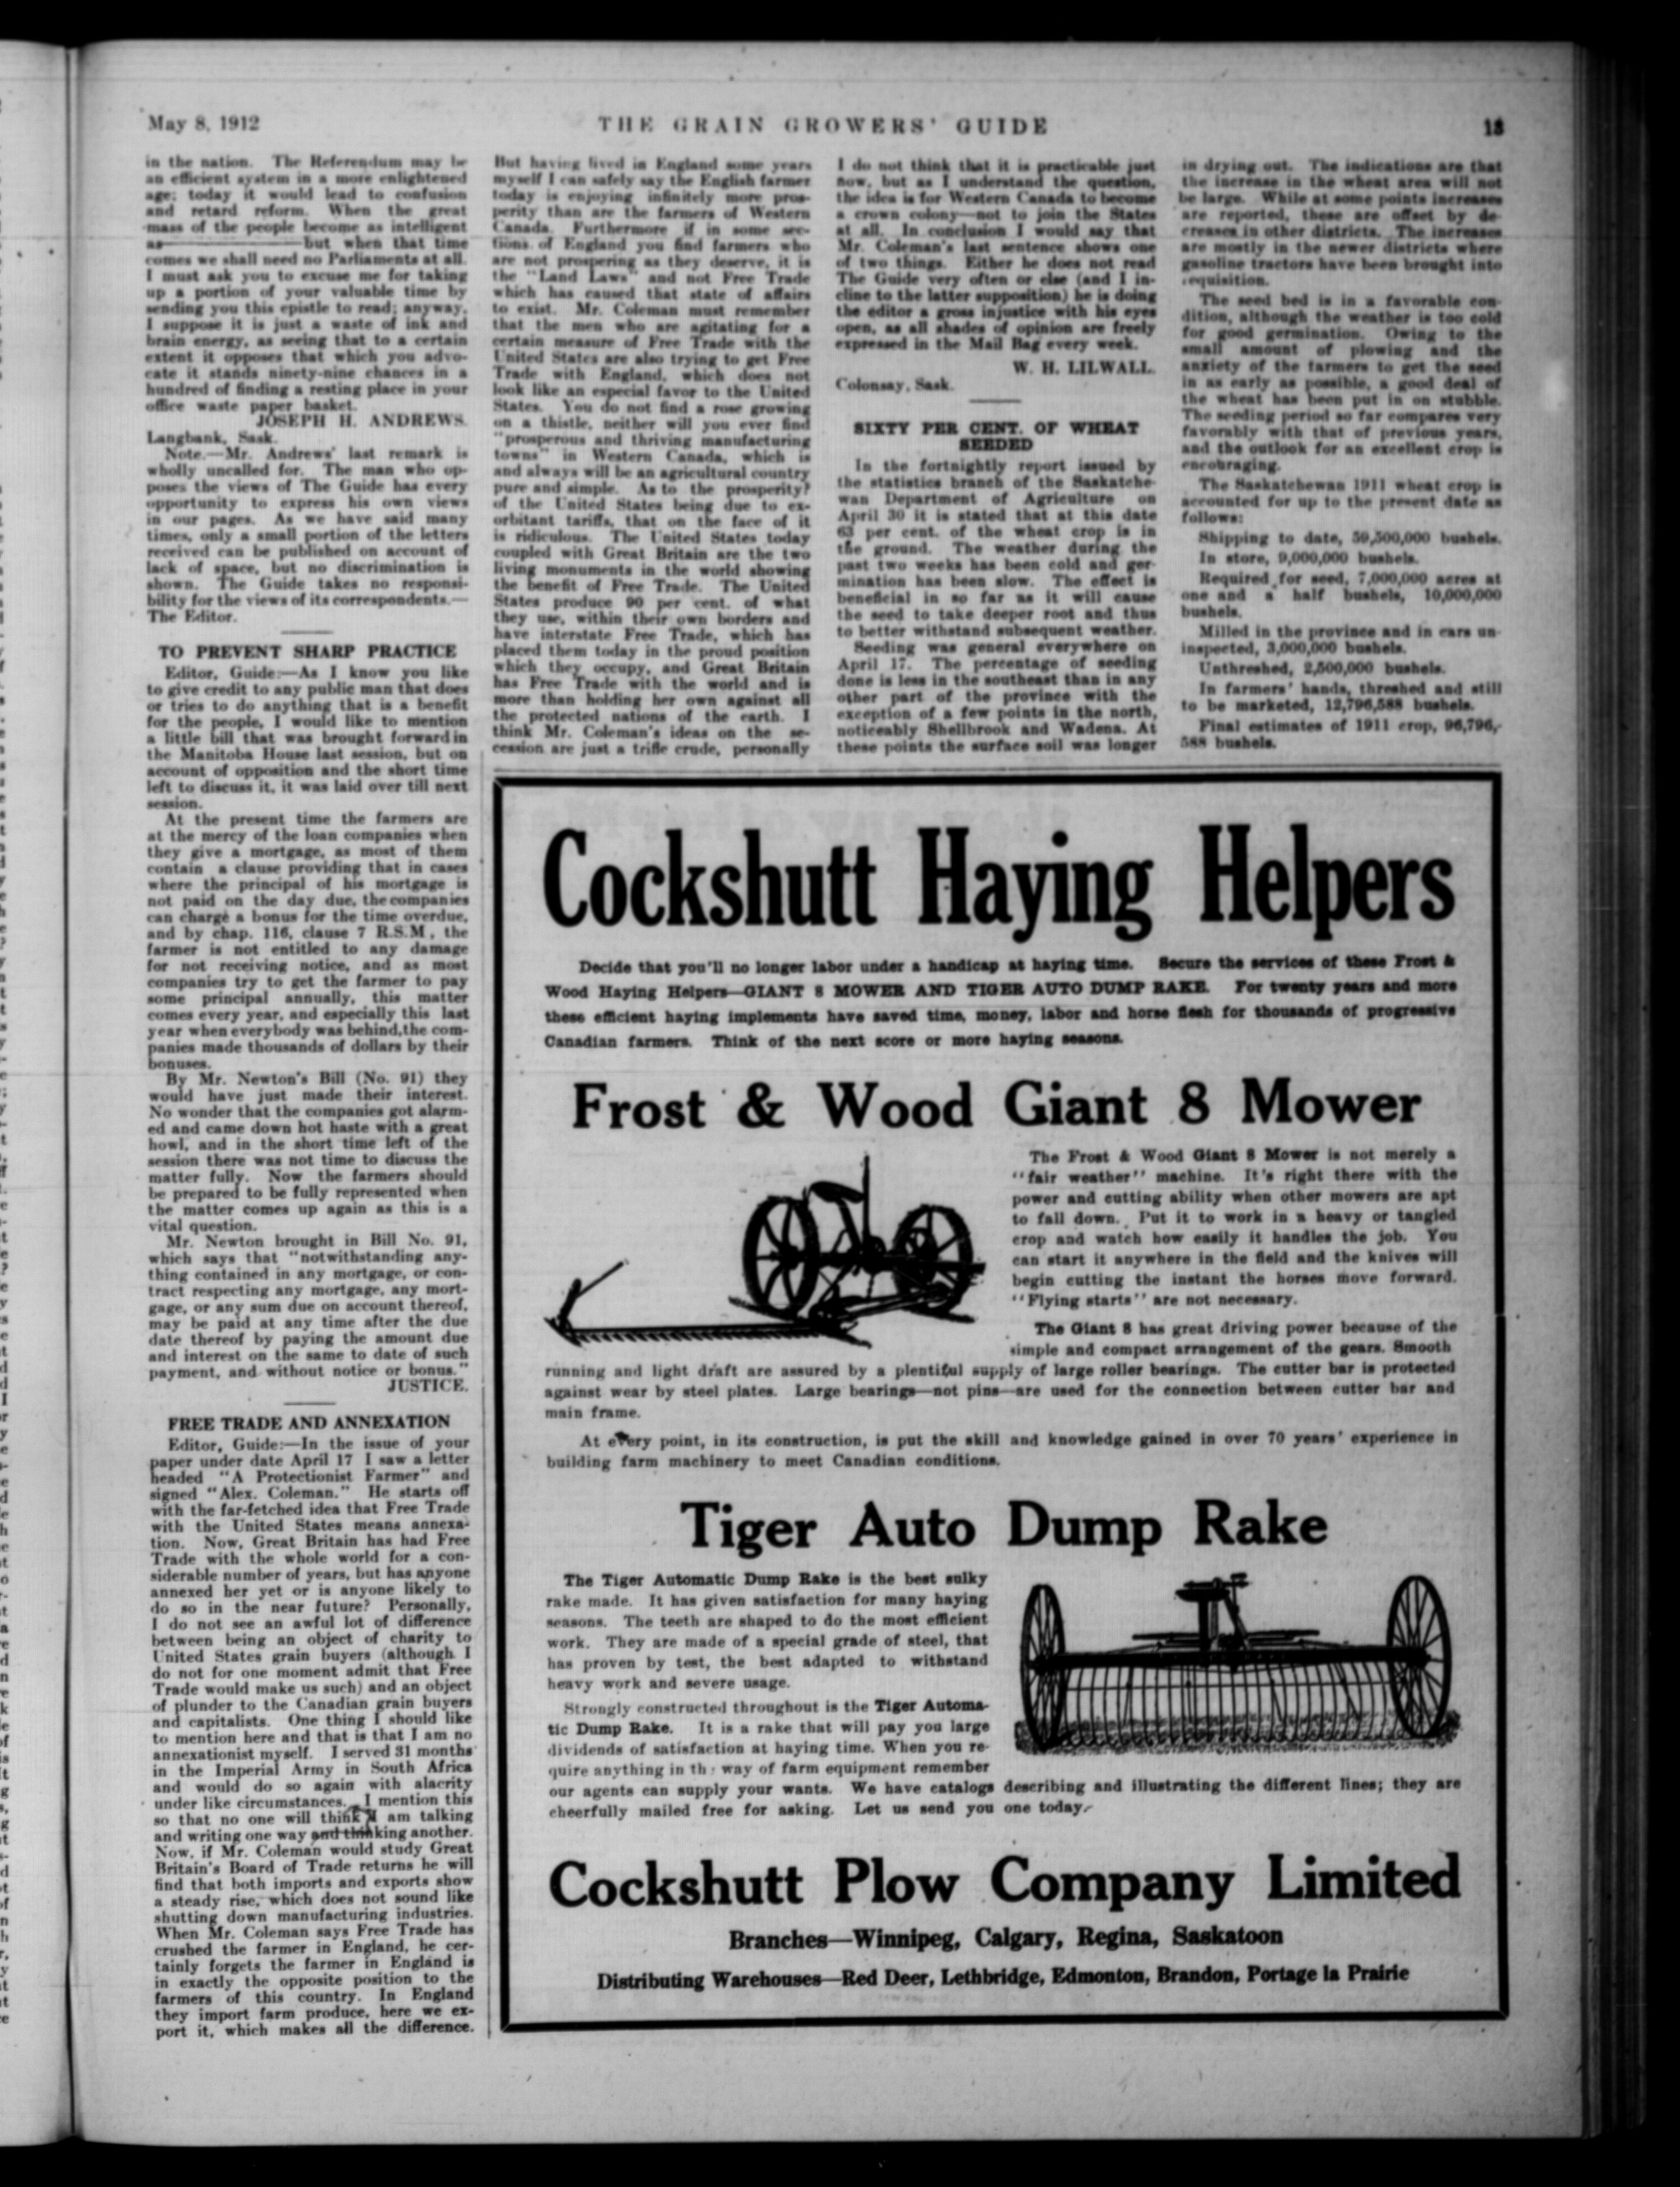 May 8, 1912
THE GRAIN GROWERS' GUIDE
13
in the nation. The Referendum may be
an efficient system in a more enlightened
age; today it would lead to confusion
and retard reform. When the great
mass of the people become as intelligent
as—————but when that time
comes we shall need no Parliaments at all.
I must ask you to excuse me for taking
up a portion of your valuable time by
sending you this epistle to read; anyway,
I suppose it is just a waste of ink and
brain energy, as seeing that to a certain
extent it opposes that which you advo-
cate it stands ninety-nine chances in a
hundred of finding a resting place in your
office waste paper basket.
JOSEPH H. ANDREWS.
Langbank, Sask.
Note.—Mr. Andrews' last remark is
wholly uncalled for. The man who op-
poses the views of The Guide has every
opportunity to express his own views
in our pages. As we have said many
times, only a small portion of the letters
received can be published on account of
lack of space, but no discrimination is
shown. The Guide takes no responsi-
bility for the views of its correspondents.—
The Editor.
TO PREVENT SHARP PRACTICE
Editor, Guide:—As I know you like
to give credit to any public man that does
or tries to do anything that is a benefit
for the people, I would like to mention
a little bill that was brought forward in
the Manitoba House last session, but on
account of opposition and the short time
left to discuss it, it was laid over till next
session.
At the present time the farmers are
at the mercy of the loan companies when
they give a mortgage, as most of them
contain a clause providing that in cases
where the principal of his mortgage is
not paid on the day due, the companies
can charge a bonus for the time overdue,
and by chap. 116, clause 7 R.S.M., the
farmer is not entitled to any damage
for not receiving notice, and as most
companies try to get the farmer to pay
some principal annually, this matter
comes every year, and especially this last
year when everybody was behind, the com-
panies made thousands of dollars by their
bonuses.
By Mr. Newton's Bill (No. 91) they
would have just made their interest.
No wonder that the companies got alarm-
ed and came down hot haste with a great
howl, and in the short time left of the
session there was not time to discuss the
matter fully. Now the farmers should
be prepared to be fully represented when
the matter comes up again as this is a
vital question.
Mr. Newton brought in Bill No. 91,
which says that "notwithstanding any-
thing contained in any mortgage, or con-
tract respecting any mortgage, any mort-
gage, or any sum due on account thereof,
may be paid at any time after the due
date thereof by paying the amount due
and interest on the same to date of such
payment, and without notice or bonus."
JUSTICE.
FREE TRADE AND ANNEXATION
Editor, Guide:—In the issue of your
paper under date April 17 I saw a letter
headed "A Protectionist Farmer" and
signed "Alex. Coleman." He starts off
with the far-fetched idea that Free Trade
with the United States means annexa-
tion. Now, Great Britain has had Free
Trade with the whole world for a con-
siderable number of years, but has anyone
annexed her yet or is anyone likely to
do so in the near future? Personally,
I do not see an awful lot of difference
between being an object of charity to
United States grain buyers (although I
do not for one moment admit that Free
Trade would make us such) and an object
of plunder to the Canadian grain buyers
and capitalists. One thing I should like
to mention here and that is that I am no
annexationist myself. I served 31 months
in the Imperial Army in South Africa
and would do so again with alacrity
under like circumstances. I mention this
so that no one will think I am talking
and writing one way and thinking another.
Now, if Mr. Coleman would study Great
Britain's Board of Trade returns he will
find that both imports and exports show
a steady rise, which does not sound like
shutting down manufacturing industries.
When Mr. Coleman says Free Trade has
crushed the farmer in England, he cer-
tainly forgets the farmer in England is
in exactly the opposite position to the
farmers of this country. In England
they import farm produce, here we ex-
port it, which makes all the difference.
But having lived in England some years
myself I can safely say the English farmer
today is enjoying infinitely more pros-
perity than are the farmers of Western
Canada. Furthermore if in some sec-
tions of England you find farmers who
are not prospering as they deserve, it is
the "Land Laws" and not Free Trade
which has caused that state of affairs
to exist. Mr. Coleman must remember
that the men who are agitating for a
certain measure of Free Trade with the
United States are also trying to get Free
Trade with England, which does not
look like an especial favor to the United
States. You do not find a rose growing
on a thistle, neither will you ever find
"prosperous and thriving manufacturing
towns" in Western Canada, which is
and always will be an agricultural country
pure and simple. As to the prosperity?
of the United States being due to ex-
orbitant tariffs, that on the face of it
is ridiculous. The United States today
coupled with Great Britain are the two
living monuments in the world showing
the benefit of Free Trade. The United
States produce 90 per cent. of what
they use, within their own borders and
have interstate Free Trade, which has
placed them today in the proud position
which they occupy, and Great Britain
has Free Trade with the world and is
more than holding her own against all
the protected nations of the earth. I
think Mr. Coleman's ideas on the se-
cession are just a trifle crude, personally
I do not think that it is practicable just
now, but as I understand the question,
the idea is for Western Canada to become
a crown colony—not to join the States
at all. In conclusion I would say that
Mr. Coleman's last sentence shows one
of two things. Either he does not read
The Guide very often or else (and I in-
cline to the latter supposition) he is doing
the editor a gross injustice with his eyes
open, as all shades of opinion are freely
expressed in the Mail Bag every week.
W. H. LILWALL.
Colonsay, Sask.
SIXTY PER CENT. OF WHEAT
SEEDED
In the fortnightly report issued by
the statistics branch of the Saskatche-
wan Department of Agriculture on
April 30 it is stated that at this date
63 per cent. of the wheat crop is in
the ground. The weather during the
past two weeks has been cold and ger-
mination has been slow. The effect is
beneficial in so far as it will cause
the seed to take deeper root and thus
to better withstand subsequent weather.
Seeding was general everywhere on
April 17. The percentage of seeding
done is less in the southeast than in any
other part of the province with the
exception of a few points in the north,
noticeably Shellbrook and Wadena. At
these points the surface soil was longer
in drying out. The indications are that
the increase in the wheat area will not
be large. While at some points increases
are reported, these are offset by de-
creases in other districts. The increases
are mostly in the newer districts where
gasoline tractors have been brought into
requisition.
The seed bed is in a favorable con-
dition, although the weather is too cold
for good germination. Owing to the
small amount of plowing and the
anxiety of the farmers to get the seed
in as early as possible, a good deal of
the wheat has been put in on stubble.
The seeding period so far compares very
favorably with that of previous years,
and the outlook for an excellent crop is
encouraging.
The Saskatchewan 1911 wheat crop is
accounted for up to the present date as
follows:
Shipping to date, 59,500,000 bushels.
In store, 9,000,000 bushels.
Required for seed, 7,000,000 acres at
one and a half bushels, 10,000,000
bushels.
Milled in the province and in cars un-
inspected, 3,000,000 bushels.
Unthreshed, 2,500,000 bushels.
In farmers' hands, threshed and still
to be marketed, 12,796,588 bushels.
Final estimates of 1911 crop, 96,796,-
588 bushels.
Cockshutt Haying Helpers
Decide that you'll no longer labor under a handicap at haying time. Secure the services of these Frost &
Wood Haying Helpers—GIANT 8 MOWER AND TIGER AUTO DUMP RAKE. For twenty years and more
these efficient haying implements have saved time, money, labor and horse flesh for thousands of progressive
Canadian farmers. Think of the next score or more haying seasons.
Frost & Wood Giant 8 Mower
The Frost & Wood Giant 8 Mower is not merely a
"fair weather" machine. It's right there with the
power and cutting ability when other mowers are apt
to fall down. Put it to work in a heavy or tangled
crop and watch how easily it handles the job. You
can start it anywhere in the field and the knives will
begin cutting the instant the horses move forward.
"Flying starts" are not necessary.
The Giant 8 has great driving power because of the
simple and compact arrangement of the gears. Smooth
running and light draft are assured by a plentiful supply of large roller bearings. The cutter bar is protected
against wear by steel plates. Large bearings—not pins—are used for the connection between cutter bar and
main frame.
At every point, in its construction, is put the skill and knowledge gained in over 70 years' experience in
building farm machinery to meet Canadian conditions.
Tiger Auto Dump Rake
The Tiger Automatic Dump Rake is the best sulky
rake made. It has given satisfaction for many haying
seasons. The teeth are shaped to do the most efficient
work. They are made of a special grade of steel, that
has proven by test, the best adapted to withstand
heavy work and severe usage.
Strongly constructed throughout is the Tiger Automa-
tic Dump Rake. It is a rake that will pay you large
dividends of satisfaction at haying time. When you re-
quire anything in the way of farm equipment remember
our agents can supply your wants. We have catalogs describing and illustrating the different lines; they are
cheerfully mailed free for asking. Let us send you one today.
Cockshutt Plow Company Limited
Branches—Winnipeg, Calgary, Regina, Saskatoon
Distributing Warehouses—Red Deer, Lethbridge, Edmonton, Brandon, Portage la Prairie